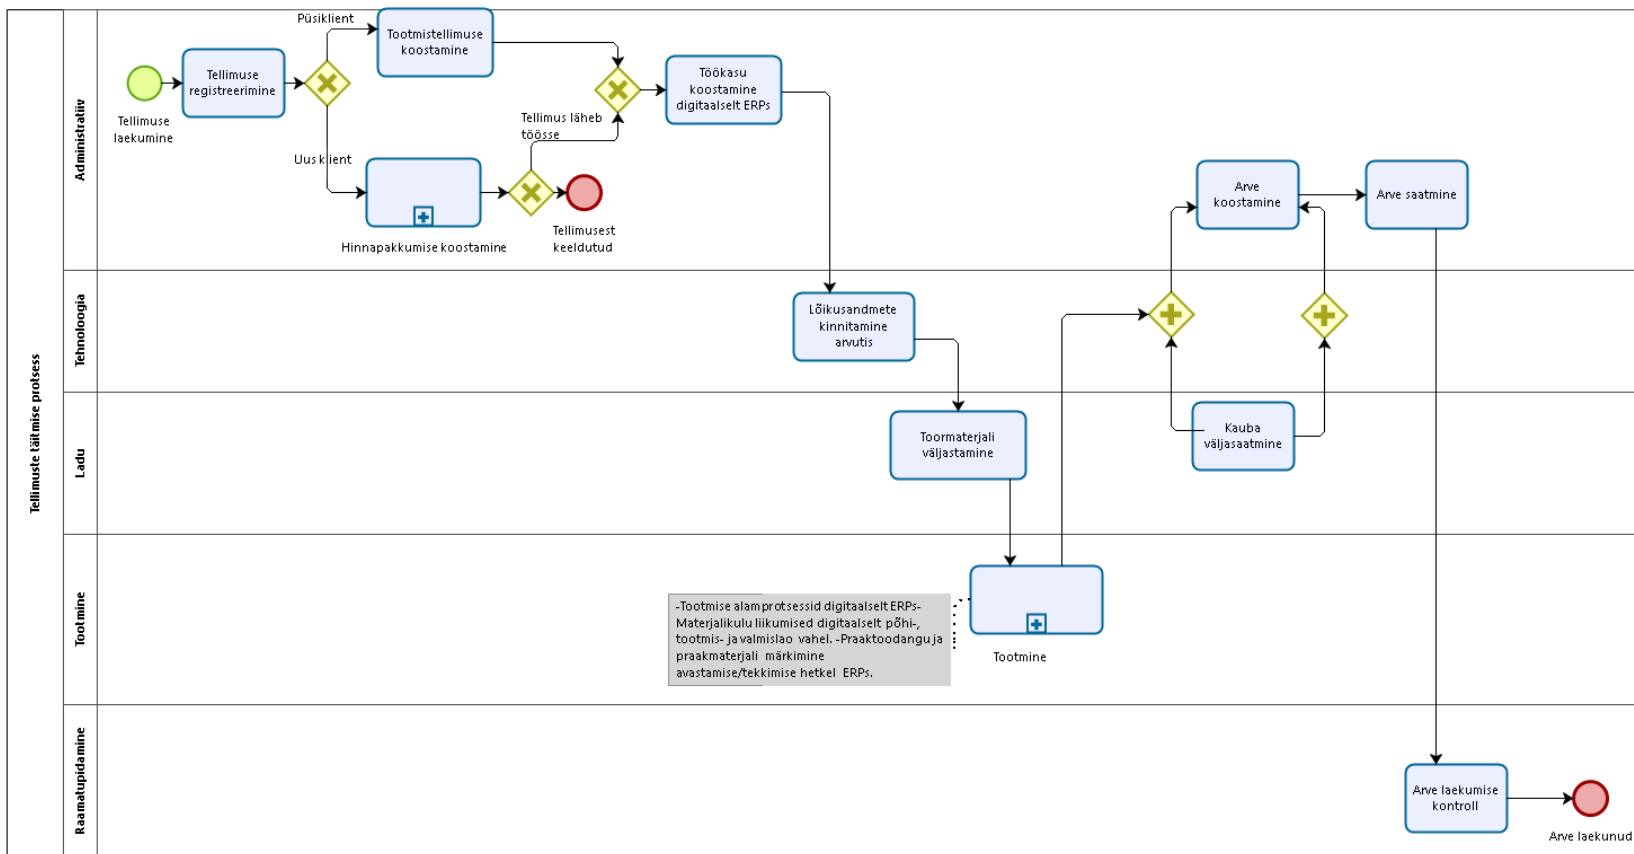 Tellimuste täitmise protsess
Administratiiv
Tellimuse
laekumine
Tellimuse
registreerimine
Püsiklient
Uus klient
Tootmistellimuse
koostamine
Hinnapakkumise koostamine
Tellimus läheb
töösse
Tellimusest
keeldutud
Töökasu
koostamine
digitaalselt ERPs
Arve
koostamine
Arve saatmine
Tehnoloogia
Lõikusandmete
kinnitamine
arvutis
Ladu
Toormaterjali
väljastamine
Kauba
väljasaatmine
Tootmine
-Tootmise alamprotsessid digitaalselt ERPs-
Materjalikulu liikumised digitaalselt põhi-,
tootmis- ja valmislao vahel. -Praaktoodangu ja
praakmaterjali märkimine
avastamise/tekkimise hetkel ERPs.
Tootmine
Raamatupidamine
Arve laekumise
kontroll
Arve laekunud